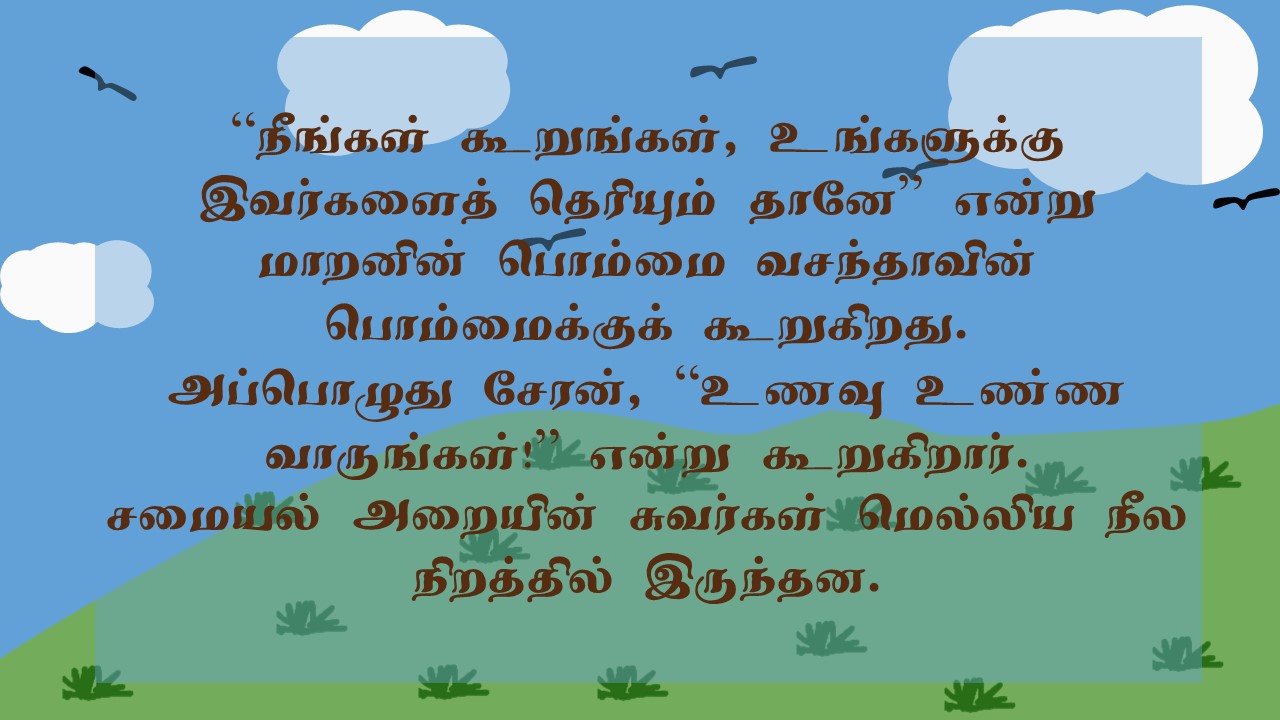 “நீங்கள் கூறுங்கள், உங்களுக்கு
இவர்களைத் தெரியும் தானே” என்று
மாறனின் பொம்மை வசந்தாவின்
பொம்மைக்குக் கூறுகிறது.
அப்பொழுது சேரன், “உணவு உண்ண
வாருங்கள்!” என்று கூறுகிறார்.
சமையல் அறையின் சுவர்கள் மெல்லிய நீல
நிறத்தில் இருந்தன.